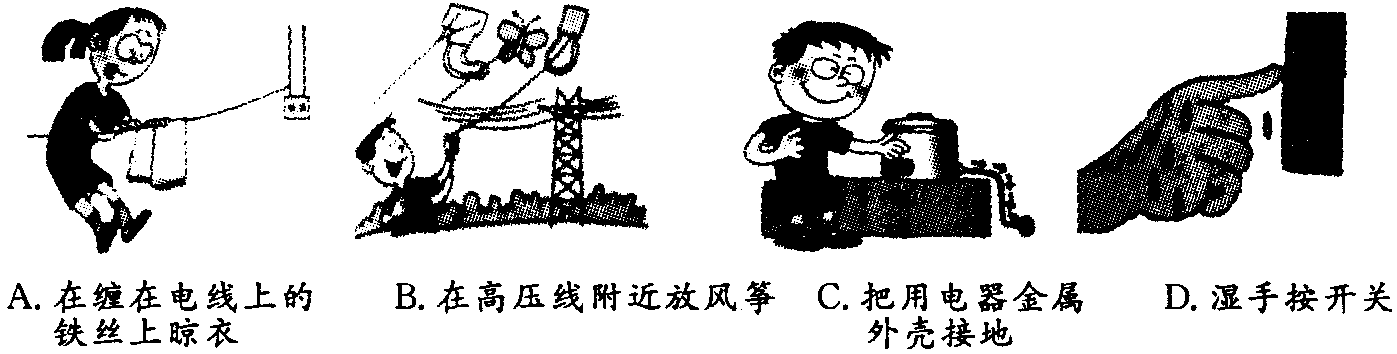 A. 在缠在电线上的
铁丝上晾衣
B. 在高压线附近放风筝
C. 把用电器金属
外壳接地
D. 湿手按开关